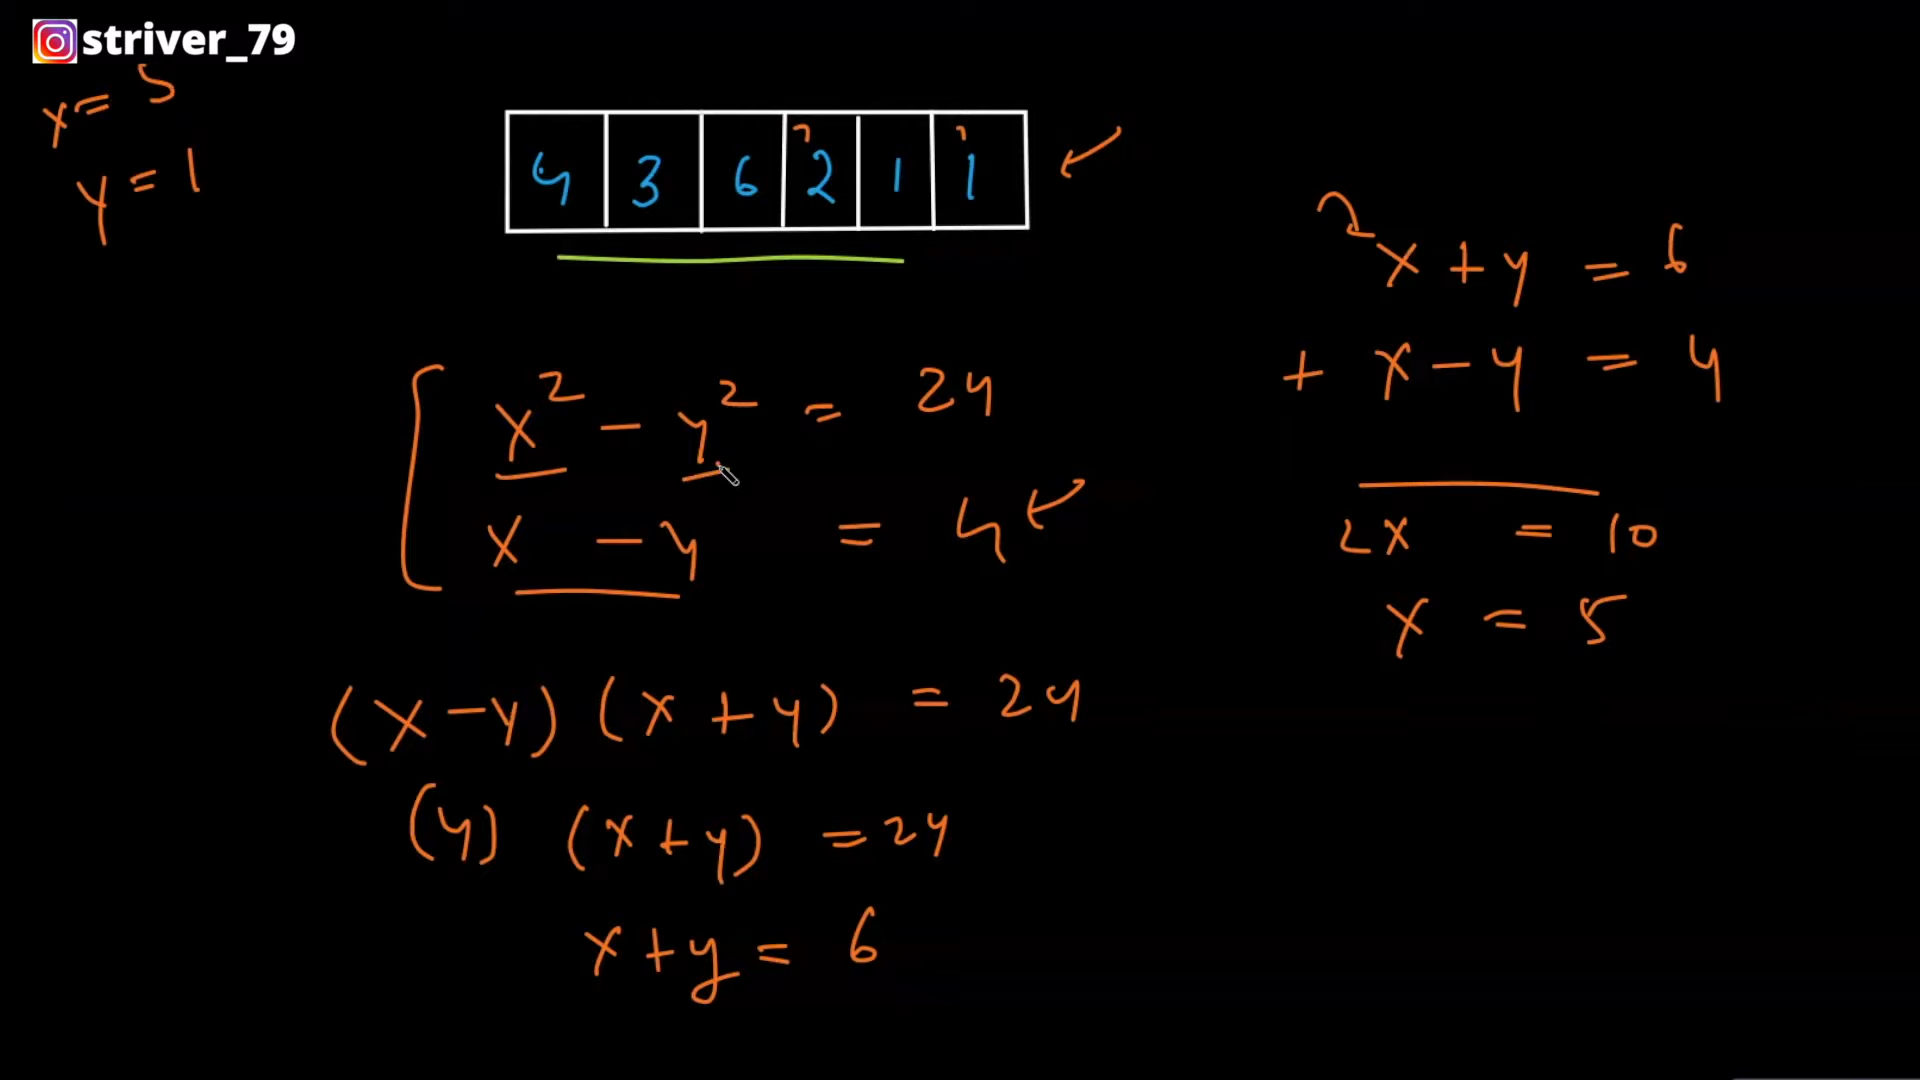 striver_79
x = 5
y = 1
4 3 6 2 1 1
x² - y² = 24
x - y = 4
(x - y) (x + y) = 24
(4) (x + y) = 24
x + y = 6
x + y = 6
+ x - y = 4
2x = 10
x = 5